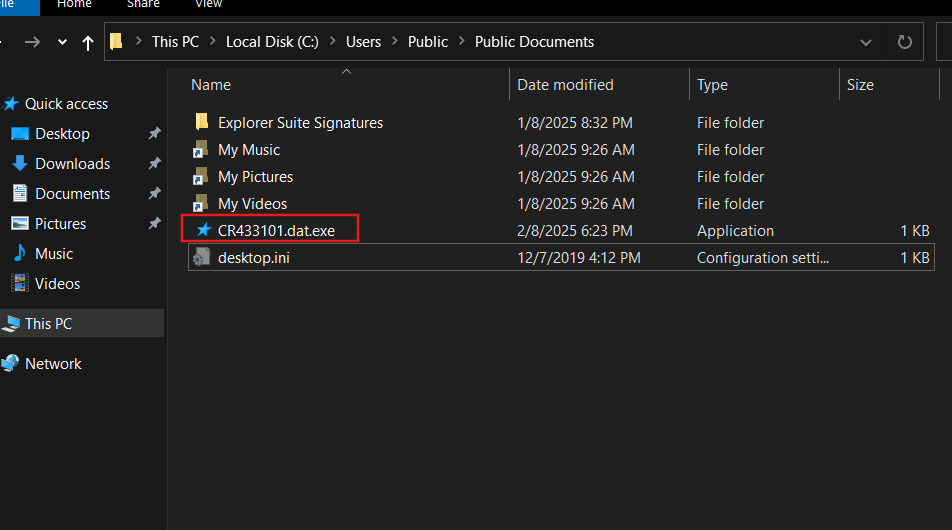 File Home Share View
This PC Local Disk (C:) Users Public Public Documents
Name Date modified Type Size
Quick access
Desktop
Downloads
Documents
Pictures
Music
Videos
This PC
Network
Explorer Suite Signatures 1/8/2025 8:32 PM File folder
My Music 1/8/2025 9:26 AM File folder
My Pictures 1/8/2025 9:26 AM File folder
My Videos 1/8/2025 9:26 AM File folder
CR433101.dat.exe 2/8/2025 6:23 PM Application 1 KB
desktop.ini 12/7/2019 4:12 PM Configuration setti... 1 KB